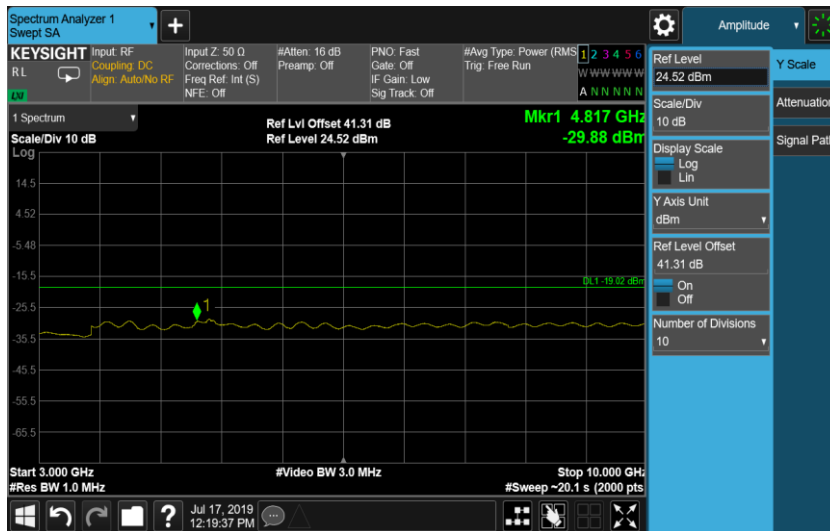 Spectrum Analyzer 1
Swept SA
+
Amplitude
KEYSIGHT
RL
LXI
Input: RF
Coupling: DC
Align: Auto/No RF
Input Z: 50 Ω
Corrections: Off
Freq Ref: Int (S)
NFE: Off
#Atten: 16 dB
Preamp: Off
PNO: Fast
Gate: Off
IF Gain: Low
Sig Track: Off
#Avg Type: Power (RMS
Trig: Free Run
1 2 3 4 5 6
W W W W W W
A N N N N N
1 Spectrum
Scale/Div 10 dB
Ref Lvl Offset 41.31 dB
Ref Level 24.52 dBm
Mkr1 4.817 GHz
-29.88 dBm
Log
14.5
4.52
-5.48
-15.5
-25.5
-35.5
-45.5
-55.5
-65.5
DL1 -19.02 dBm
1
Start 3.000 GHz
#Res BW 1.0 MHz
#Video BW 3.0 MHz
Stop 10.000 GHz
#Sweep ~20.1 s (2000 pts
Ref Level
24.52 dBm
Scale/Div
10 dB
Display Scale
Log
Lin
Y Axis Unit
dBm
Ref Level Offset
41.31 dB
On
Off
Number of Divisions
10
Y Scale
Attenuation
Signal Pat
?
Jul 17, 2019
12:19:37 PM